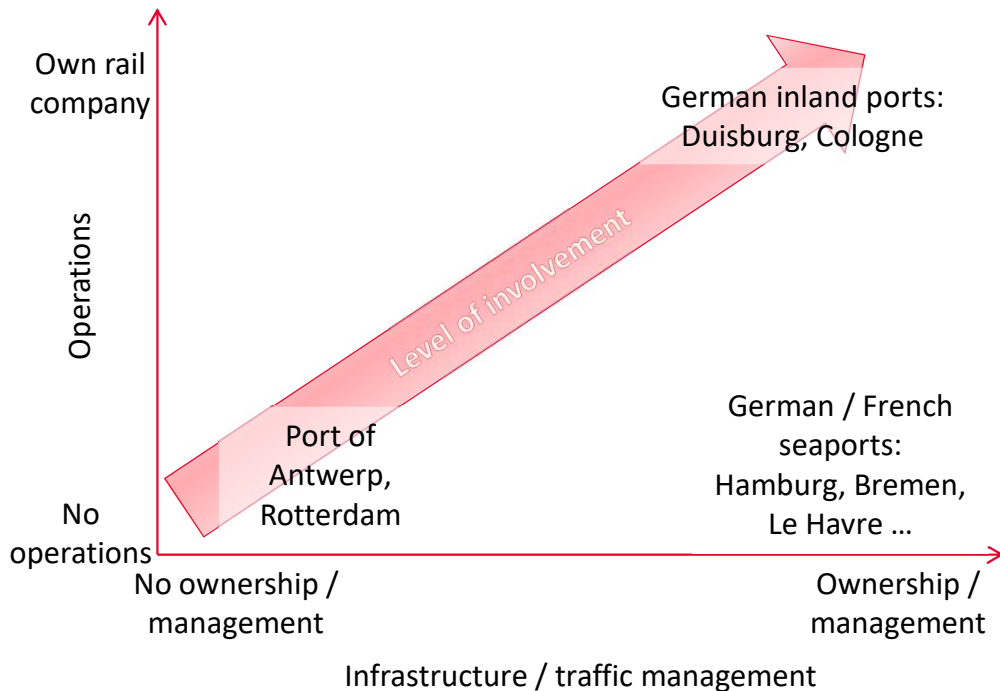 Own rail
company
German inland ports:
Duisburg, Cologne
Operations
Level of involvement
German / French
seaports:
Hamburg, Bremen,
Le Havre ...
Port of
Antwerp,
Rotterdam
No
operations
No ownership /
management
Ownership /
management
Infrastructure / traffic management